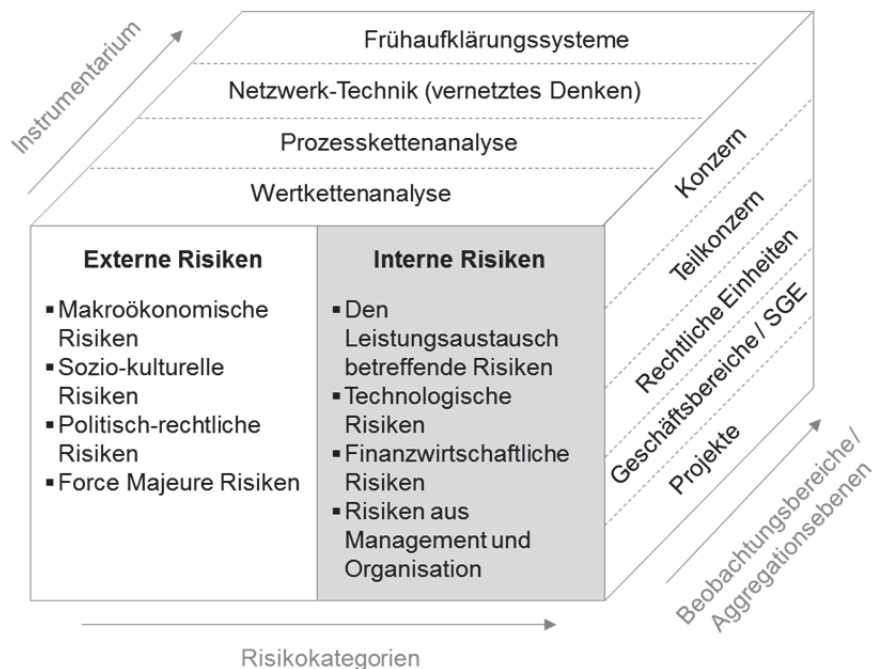 Instrumentarium
Frühaufklärungssysteme
Netzwerk-Technik (vernetztes Denken)
Prozesskettenanalyse
Wertkettenanalyse
Externe Risiken
▪ Makroökonomische
Risiken
▪ Sozio-kulturelle
Risiken
▪ Politisch-rechtliche
Risiken
▪ Force Majeure Risiken
Interne Risiken
▪ Den
Leistungsaustausch
betreffende Risiken
▪ Technologische
Risiken
▪ Finanzwirtschaftliche
Risiken
▪ Risiken aus
Management und
Organisation
Konzern
Teilkonzern
Rechtliche Einheiten
Geschäftsbereiche / SGE
Projekte
Beobachtungsbereiche /
Aggregationsebenen
Risikokategorien